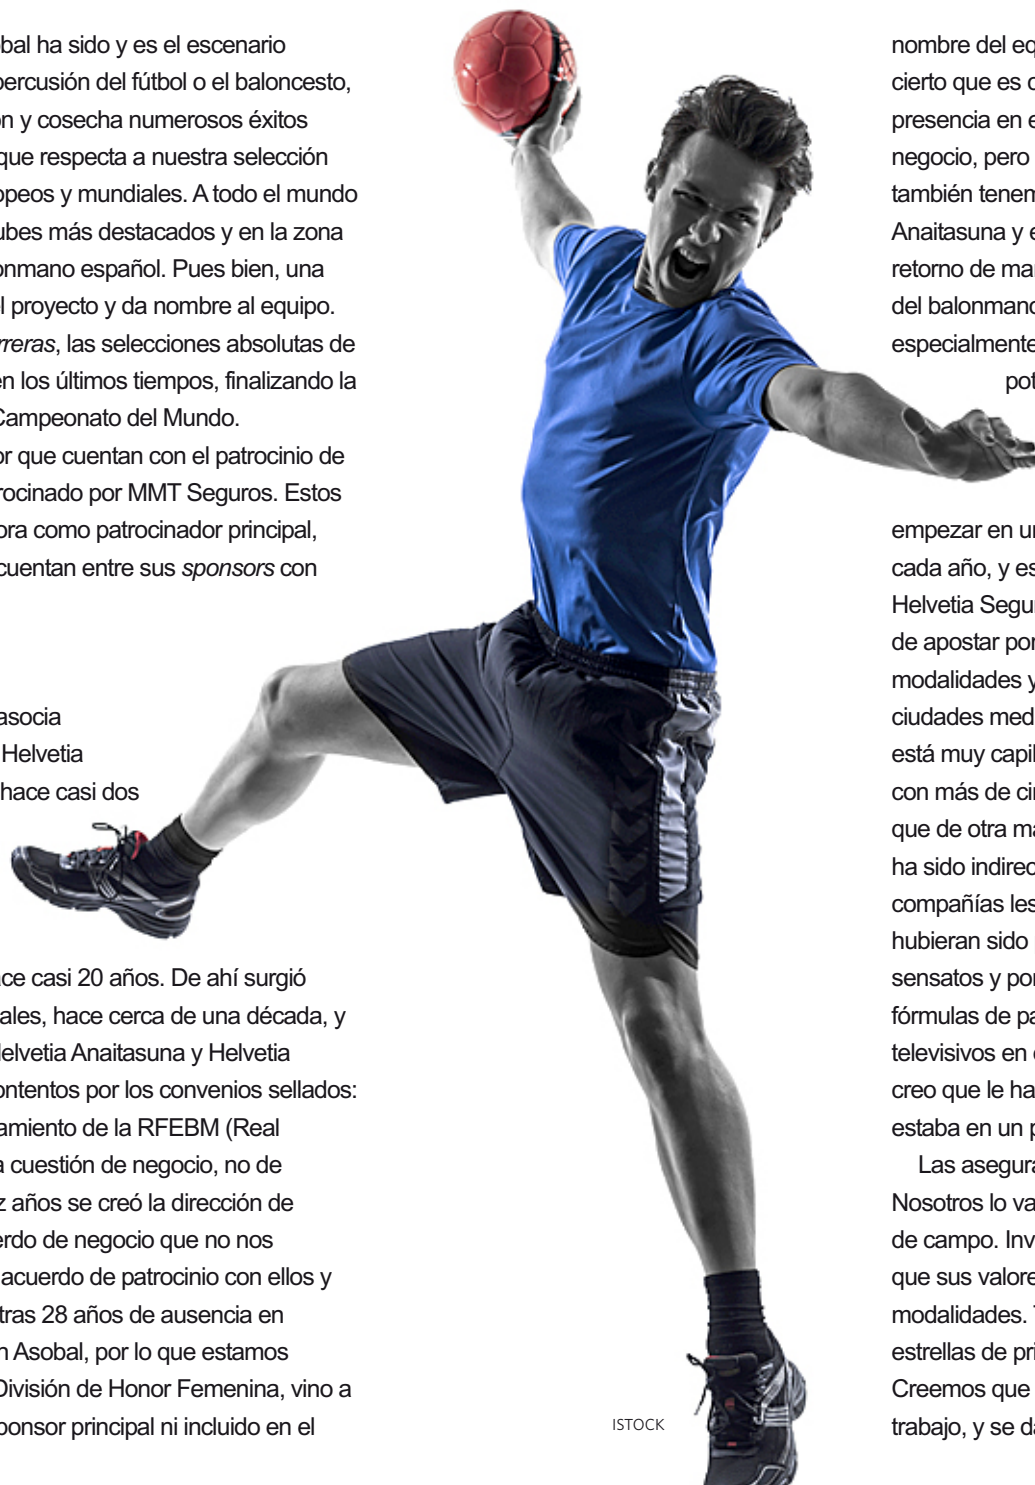 bal ha sido y es el escenario
percusión del fútbol o el baloncesto,
ón y cosecha numerosos éxitos
que respecta a nuestra selección
opeos y mundiales. A todo el mundo
ubes más destacados y en la zona
onmano español. Pues bien, una
el proyecto y da nombre al equipo.
rreras, las selecciones absolutas de
en los últimos tiempos, finalizando la
Campeonato del Mundo.
or que cuentan con el patrocinio de
rocinado por MMT Seguros. Estos
ora como patrocinador principal,
cuentan entre sus sponsors con
asocia
Helvetia
hace casi dos
ace casi 20 años. De ahí surgió
ales, hace cerca de una década, y
Helvetia Anaitasuna y Helvetia
ontentos por los convenios sellados:
amiento de la RFEBM (Real
a cuestión de negocio, no de
z años se creó la dirección de
erdo de negocio que no nos
acuerdo de patrocinio con ellos y
tras 28 años de ausencia en
n Asobal, por lo que estamos
División de Honor Femenina, vino a
ponsor principal ni incluido en el
ISTOCK
nombre del eq
cierto que es
presencia en e
negocio, pero
también tenem
Anaitasuna y e
retorno de mar
del balonmano
especialmente
pot
empezar en un
cada año, y es
Helvetia Segur
de apostar por
modalidades y
ciudades med
está muy capil
con más de cin
que de otra ma
ha sido indirec
compañías les
hubieran sido
sensatos y por
fórmulas de pa
televisivos en
creo que le ha
estaba en un p
Las asegura
Nosotros lo va
de campo. Inv
que sus valore
modalidades.
estrellas de pri
Creemos que
trabajo, y se da